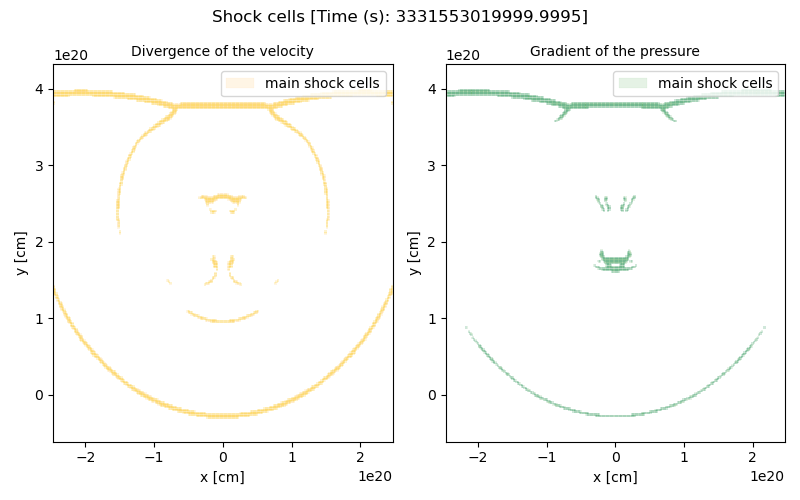 Shock cells [Time (s): 3331553019999.9995]
Divergence of the velocity
1e20
main shock cells
4
3
2
1
0
y [cm]
−2
−1
0
1
2
x [cm]
1e20
Gradient of the pressure
1e20
main shock cells
4
3
2
1
0
y [cm]
−2
−1
0
1
2
x [cm]
1e20